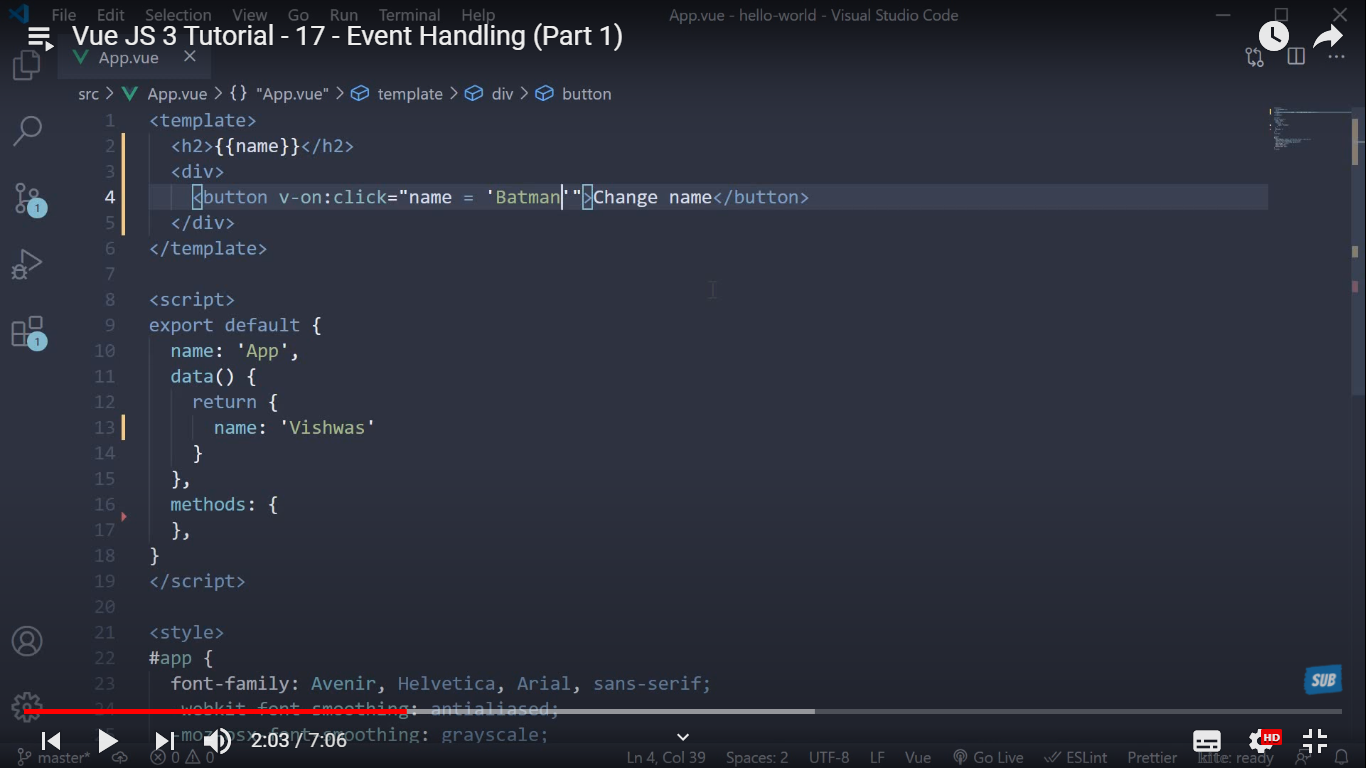 File Edit Selection View Go Run Terminal Help App.vue - hello-world - Visual Studio Code
Vue JS 3 Tutorial - 17 - Event Handling (Part 1)
App.vue
src > App.vue > {} "App.vue" > template > div > button
1 <template>
2 <h2>{{name}}</h2>
3 <div>
4 <button v-on:click="name = 'Batman'">Change name</button>
5 </div>
6 </template>
7
8 <script>
9 export default {
10 name: 'App',
11 data() {
12 return {
13 name: 'Vishwas'
14 }
15 },
16 methods: {
17 },
18 }
19 </script>
20
21 <style>
22 #app {
23 font-family: Avenir, Helvetica, Arial, sans-serif;
24 -webkit-font-smoothing: antialiased;
-moz-osx-font-smoothing: grayscale;
1
1
SUB
2:03 / 7:06
HD
master* 0 0 Ln 4, Col 39 Spaces: 2 UTF-8 LF Vue Go Live ESLint Prettier kite: ready